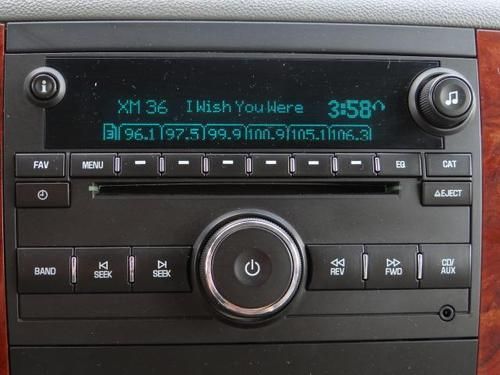 XM 36 I Wish You Were 3:58
3 96.1 97.5 99.9 100.9 105.1 106.3
FAV MENU EQ CAT
EJECT
BAND SEEK SEEK REV FWD CD/AUX